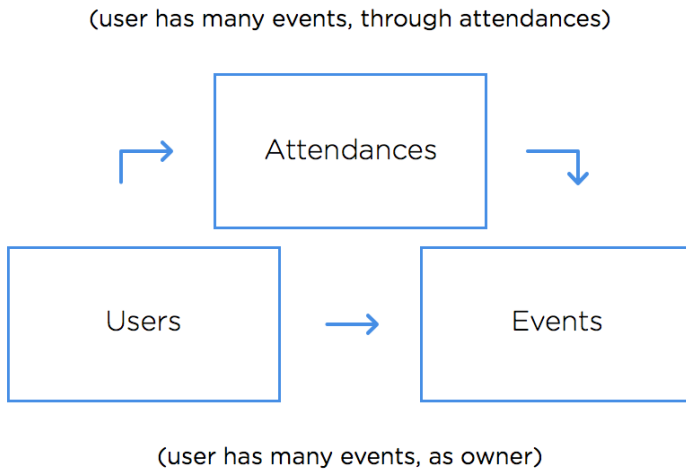 (user has many events, through attendances)
Attendances
Users
Events
(user has many events, as owner)